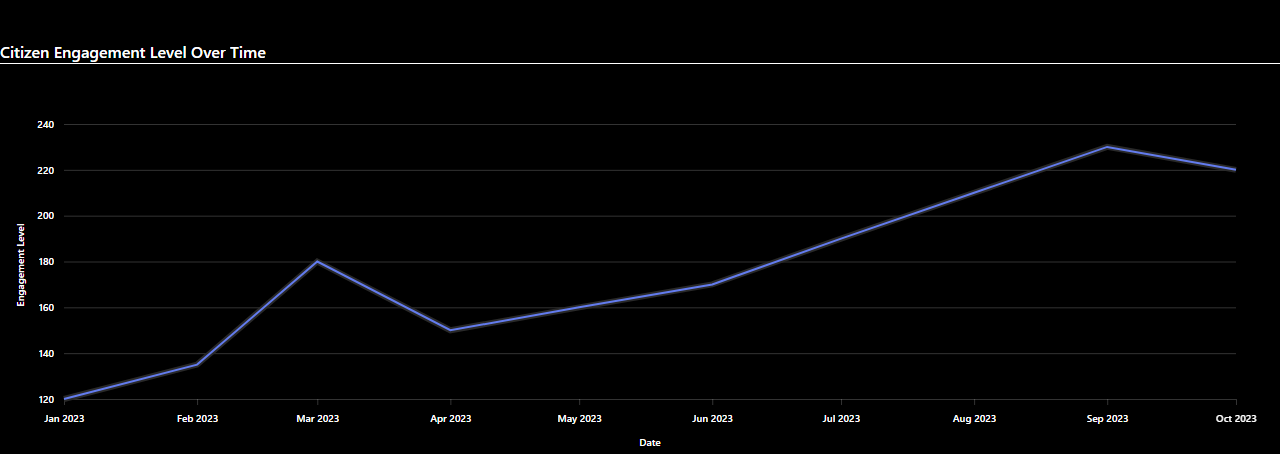 Citizen Engagement Level Over Time
240
220
200
180
160
140
120
Engagement Level
Jan 2023 Feb 2023 Mar 2023 Apr 2023 May 2023 Jun 2023 Jul 2023 Aug 2023 Sep 2023 Oct 2023
Date